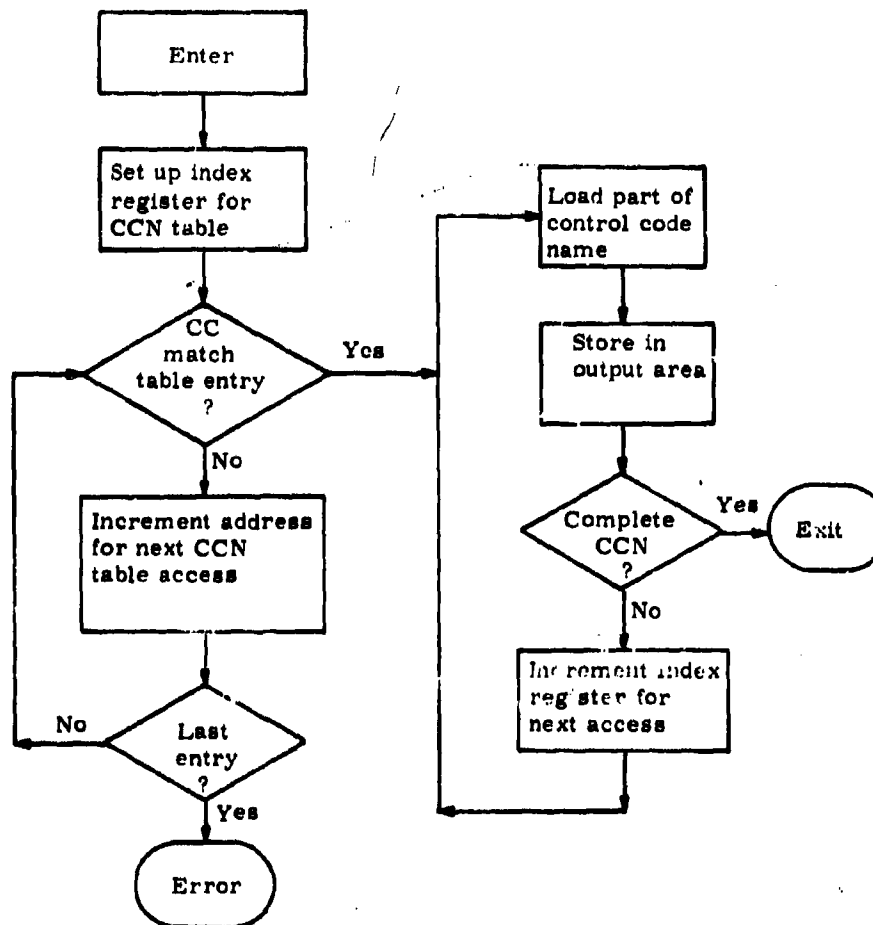 Enter
Set up index
register for
CCN table
CC
match
table entry
?
Yes
No
Increment address
for next CCN
table access
Last
entry
?
No
Yes
Error
Load part of
control code
name
Store in
output area
Complete
CCN
?
Yes
Exit
No
Increment index
register for
next access